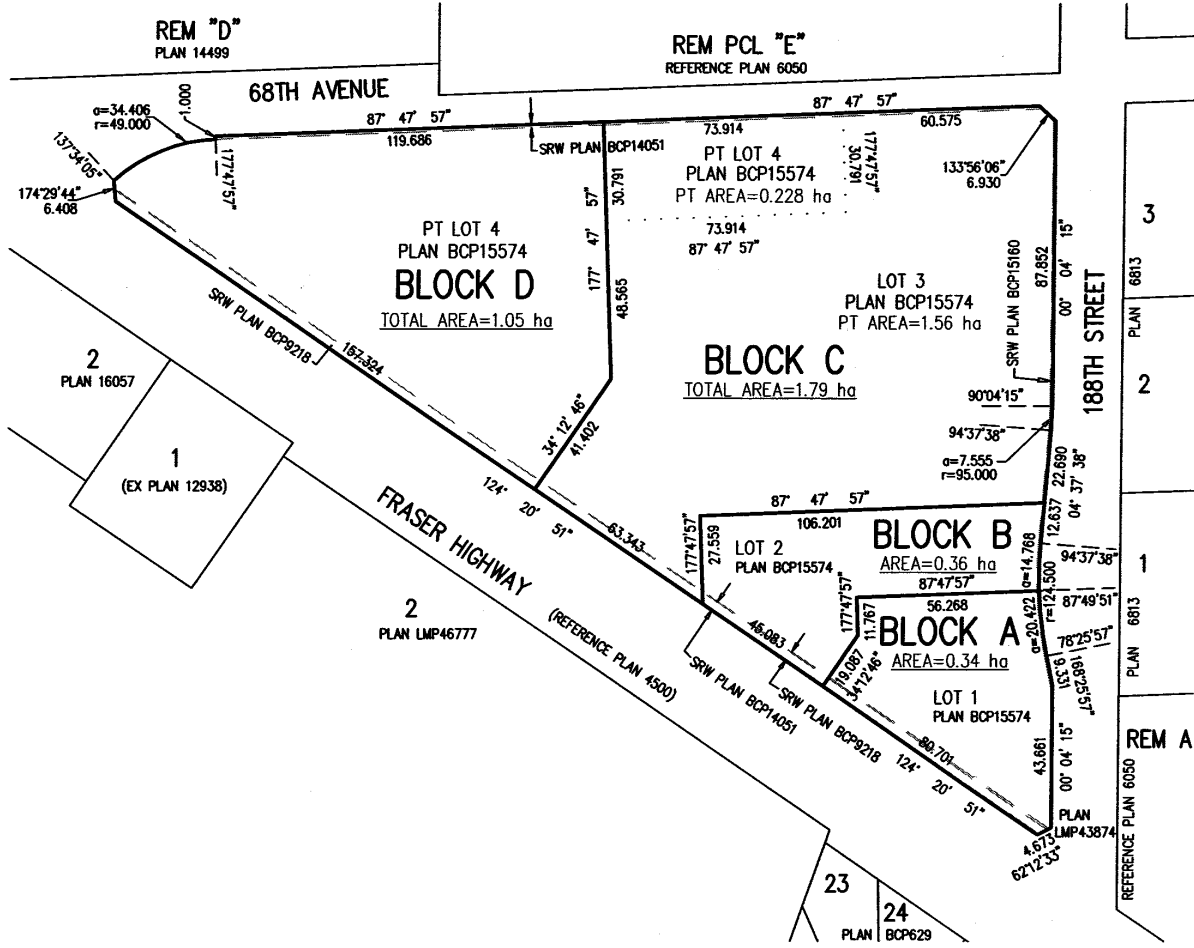 REM "D"
PLAN 14499
REM PCL "E"
REFERENCE PLAN 6050
68TH AVENUE
a=34.406
r=49.000
1.000
87° 47' 57"
119.686
SRW PLAN BCP14051
87° 47' 57"
73.914
60.575
137°34'05"
174°29'44"
6.408
177°47'57"
177° 47' 57"
30.791
48.565
PT LOT 4
PLAN BCP15574
PT AREA=0.228 ha
177°47'57"
30.791
73.914
87° 47' 57"
133°56'06"
6.930
PT LOT 4
PLAN BCP15574
BLOCK D
TOTAL AREA=1.05 ha
LOT 3
PLAN BCP15574
PT AREA=1.56 ha
BLOCK C
TOTAL AREA=1.79 ha
SRW PLAN BCP15160
87.852
00° 04' 15"
188TH STREET
3
PLAN 6813
2
90°04'15"
94°37'38"
a=7.555
r=95.000
22.690
04° 37' 38"
12.637
SRW PLAN BCP9218
157.324
34° 12' 46"
41.402
2
PLAN 16057
1
(EX PLAN 12938)
124° 20' 51"
63.343
FRASER HIGHWAY
(REFERENCE PLAN 4500)
2
PLAN LMP46777
87° 47' 57"
106.201
177°47'57"
27.559
LOT 2
PLAN BCP15574
BLOCK B
AREA=0.36 ha
a=14.768
r=124.500
a=20.422
94°37'38"
87°49'51"
78°25'57"
168°25'57"
9.331
1
PLAN 6813
87°47'57"
56.268
177°47'57"
11.767
19.087
34°12'46"
BLOCK A
AREA=0.34 ha
LOT 1
PLAN BCP15574
45.083
SRW PLAN BCP14051
SRW PLAN BCP9218
80.701
124° 20' 51"
43.661
00° 04' 15"
REM A
REFERENCE PLAN 6050
PLAN
LMP43874
4.673
62°12'33"
23
24
PLAN BCP629